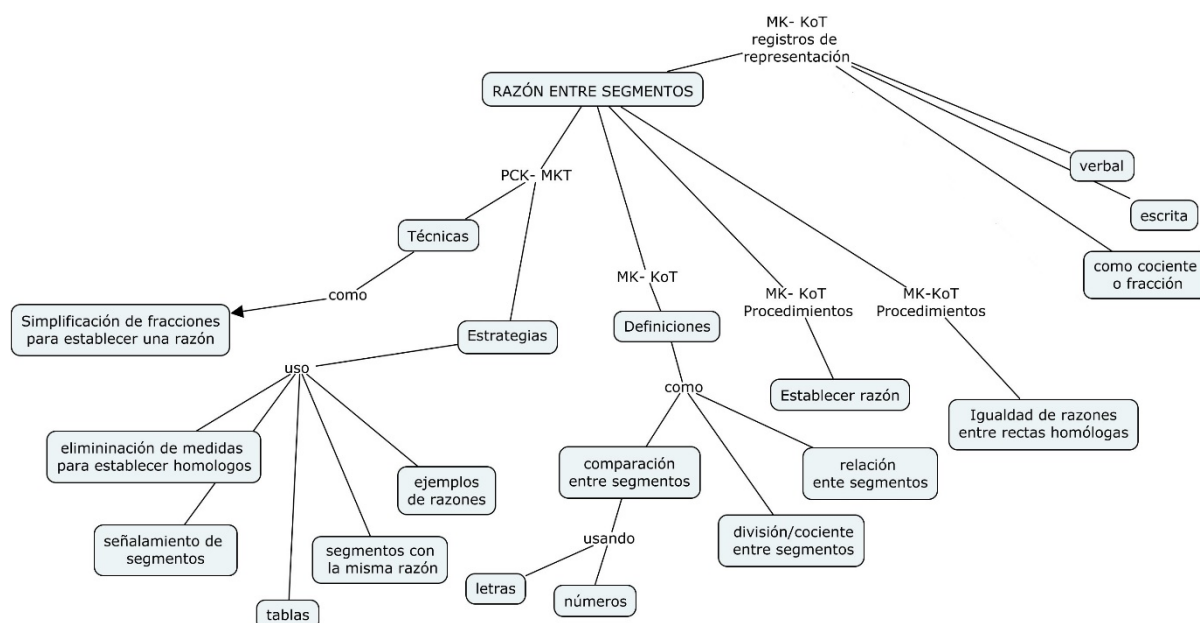 MK- KoT
registros de
representación
RAZÓN ENTRE SEGMENTOS
verbal
PCK- MKT
escrita
Técnicas
como cociente
o fracción
MK- KoT
como
MK- KoT
Procedimientos
MK-KoT
Procedimientos
Simplificación de fracciones
para establecer una razón
Estrategias
Definiciones
uso
como
Establecer razón
Igualdad de razones
entre rectas homólogas
elimininación de medidas
para establecer homologos
comparación
entre segmentos
relación
ente segmentos
ejemplos
de razones
señalamiento de
segmentos
segmentos con
la misma razón
usando
división/cociente
entre segmentos
letras
números
tablas